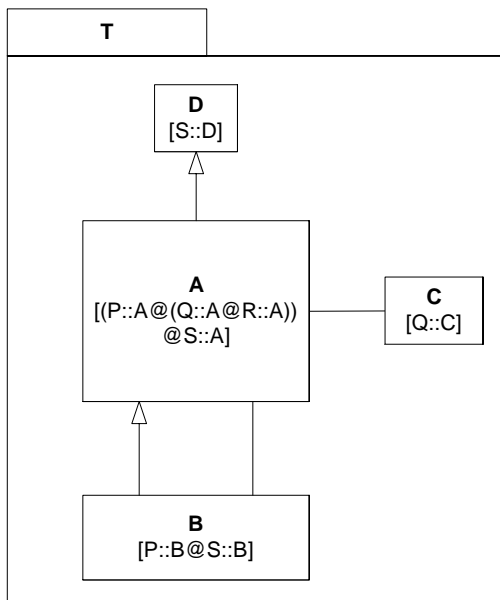 T
D
[S::D]
A
[(P::A@(Q::A@R::A))
@S::A]
C
[Q::C]
B
[P::B@S::B]